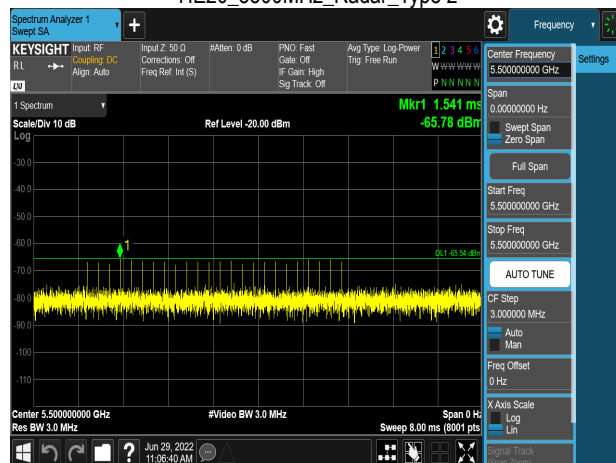 HE20_5500MHz_Radar_Type 2
Spectrum Analyzer 1
Swept SA
Frequency
KEYSIGHT
RL
LXI
Input: RF
Coupling: DC
Align: Auto
Input Z: 50 Ω
Corrections: Off
Freq Ref: Int (S)
#Atten: 0 dB
PNO: Fast
Gate: Off
IF Gain: High
Sig Track: Off
Avg Type: Log-Power
Trig: Free Run
1 2 3 4 5 6
W W W W W W
P N N N N N
Center Frequency
5.500000000 GHz
Settings
Span
0.00000000 Hz
Swept Span
Zero Span
Full Span
Start Freq
5.500000000 GHz
Stop Freq
5.500000000 GHz
AUTO TUNE
CF Step
3.000000 MHz
Auto
Man
Freq Offset
0 Hz
X Axis Scale
Log
Lin
Signal Track
(Span Zoom)
1 Spectrum
Scale/Div 10 dB
Ref Level -20.00 dBm
Mkr1 1.541 ms
-65.78 dBm
Log
-30.0
-40.0
-50.0
-60.0
-70.0
-80.0
-90.0
-100
-110
1
DL1 -65.54 dBm
Center 5.500000000 GHz
Res BW 3.0 MHz
#Video BW 3.0 MHz
Span 0 Hz
Sweep 8.00 ms (8001 pts)
Jun 29, 2022
11:06:40 AM